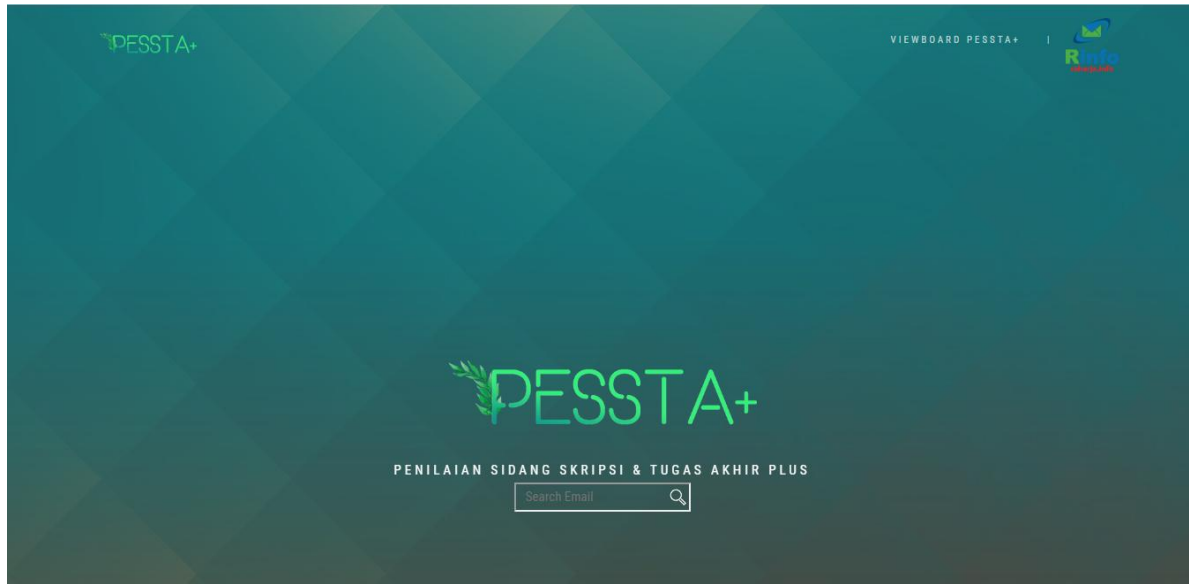 PESSTA+
VIEWBOARD PESSTA+ |
Rinfo
PESSTA+
PENILAIAN SIDANG SKRIPSI & TUGAS AKHIR PLUS
Search Email